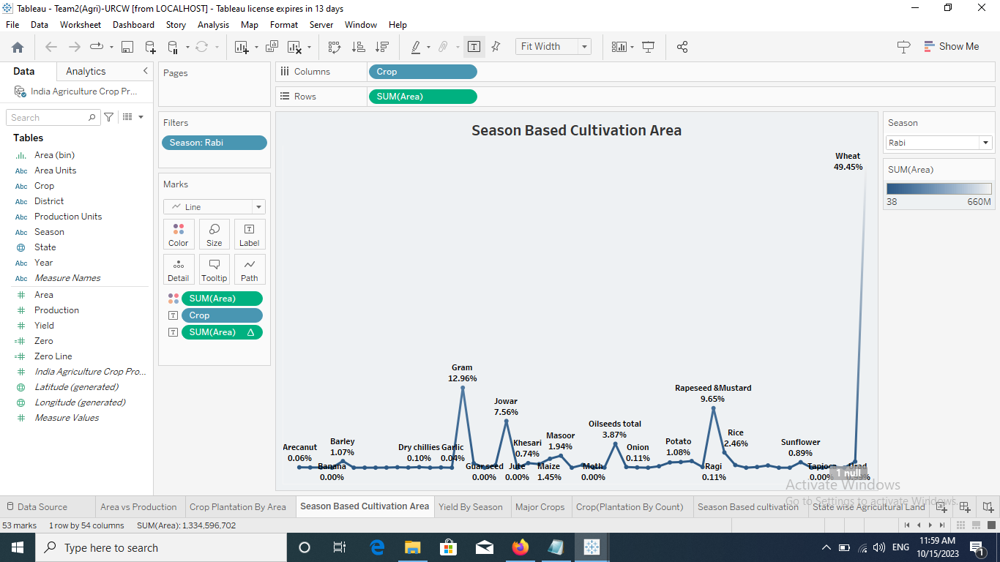 Tableau - Team2(Agri)-URCW [from LOCALHOST] - Tableau license expires in 13 days
File Data Worksheet Dashboard Story Analysis Map Format Server Window Help
Fit Width
Show Me
Data Analytics
India Agriculture Crop Pr...
Search
Tables
Area (bin)
Abc Area Units
Abc Crop
Abc District
Abc Production Units
Abc Season
State
Abc Year
Abc Measure Names
# Area
# Production
# Yield
=# Zero
=# Zero Line
# India Agriculture Crop Pro...
Latitude (generated)
Longitude (generated)
# Measure Values
Pages
Filters
Season: Rabi
Marks
Line
Color Size Label
Detail Tooltip Path
SUM(Area)
Crop
SUM(Area) Δ
Columns Crop
Rows SUM(Area)
Season Based Cultivation Area
Wheat
49.45%
Gram
12.96%
Jowar
7.56%
Rapeseed &Mustard
9.65%
Oilseeds total
3.87%
Arecanut
0.06%
Barley
1.07%
Dry chillies
0.10%
Garlic
0.04%
Khesari
0.74%
Masoor
1.94%
Onion
0.11%
Potato
1.08%
Rice
2.46%
Sunflower
0.89%
Banana
0.00%
Guar seed
0.00%
Jute
0.00%
Maize
1.45%
Moth
0.00%
Ragi
0.11%
0.00%
1 null
Season
Rabi
SUM(Area)
38 660M
Activate Windows
Go to Settings to activate Windows.
Data Source Area vs Production Crop Plantation By Area Season Based Cultivation Area Yield By Season Major Crops Crop(Plantation By Count) Season Based cultivation State wise Agricultural Land
53 marks 1 row by 54 columns SUM(Area): 1,334,596,702
Type here to search
ENG
11:59 AM
10/15/2023
1